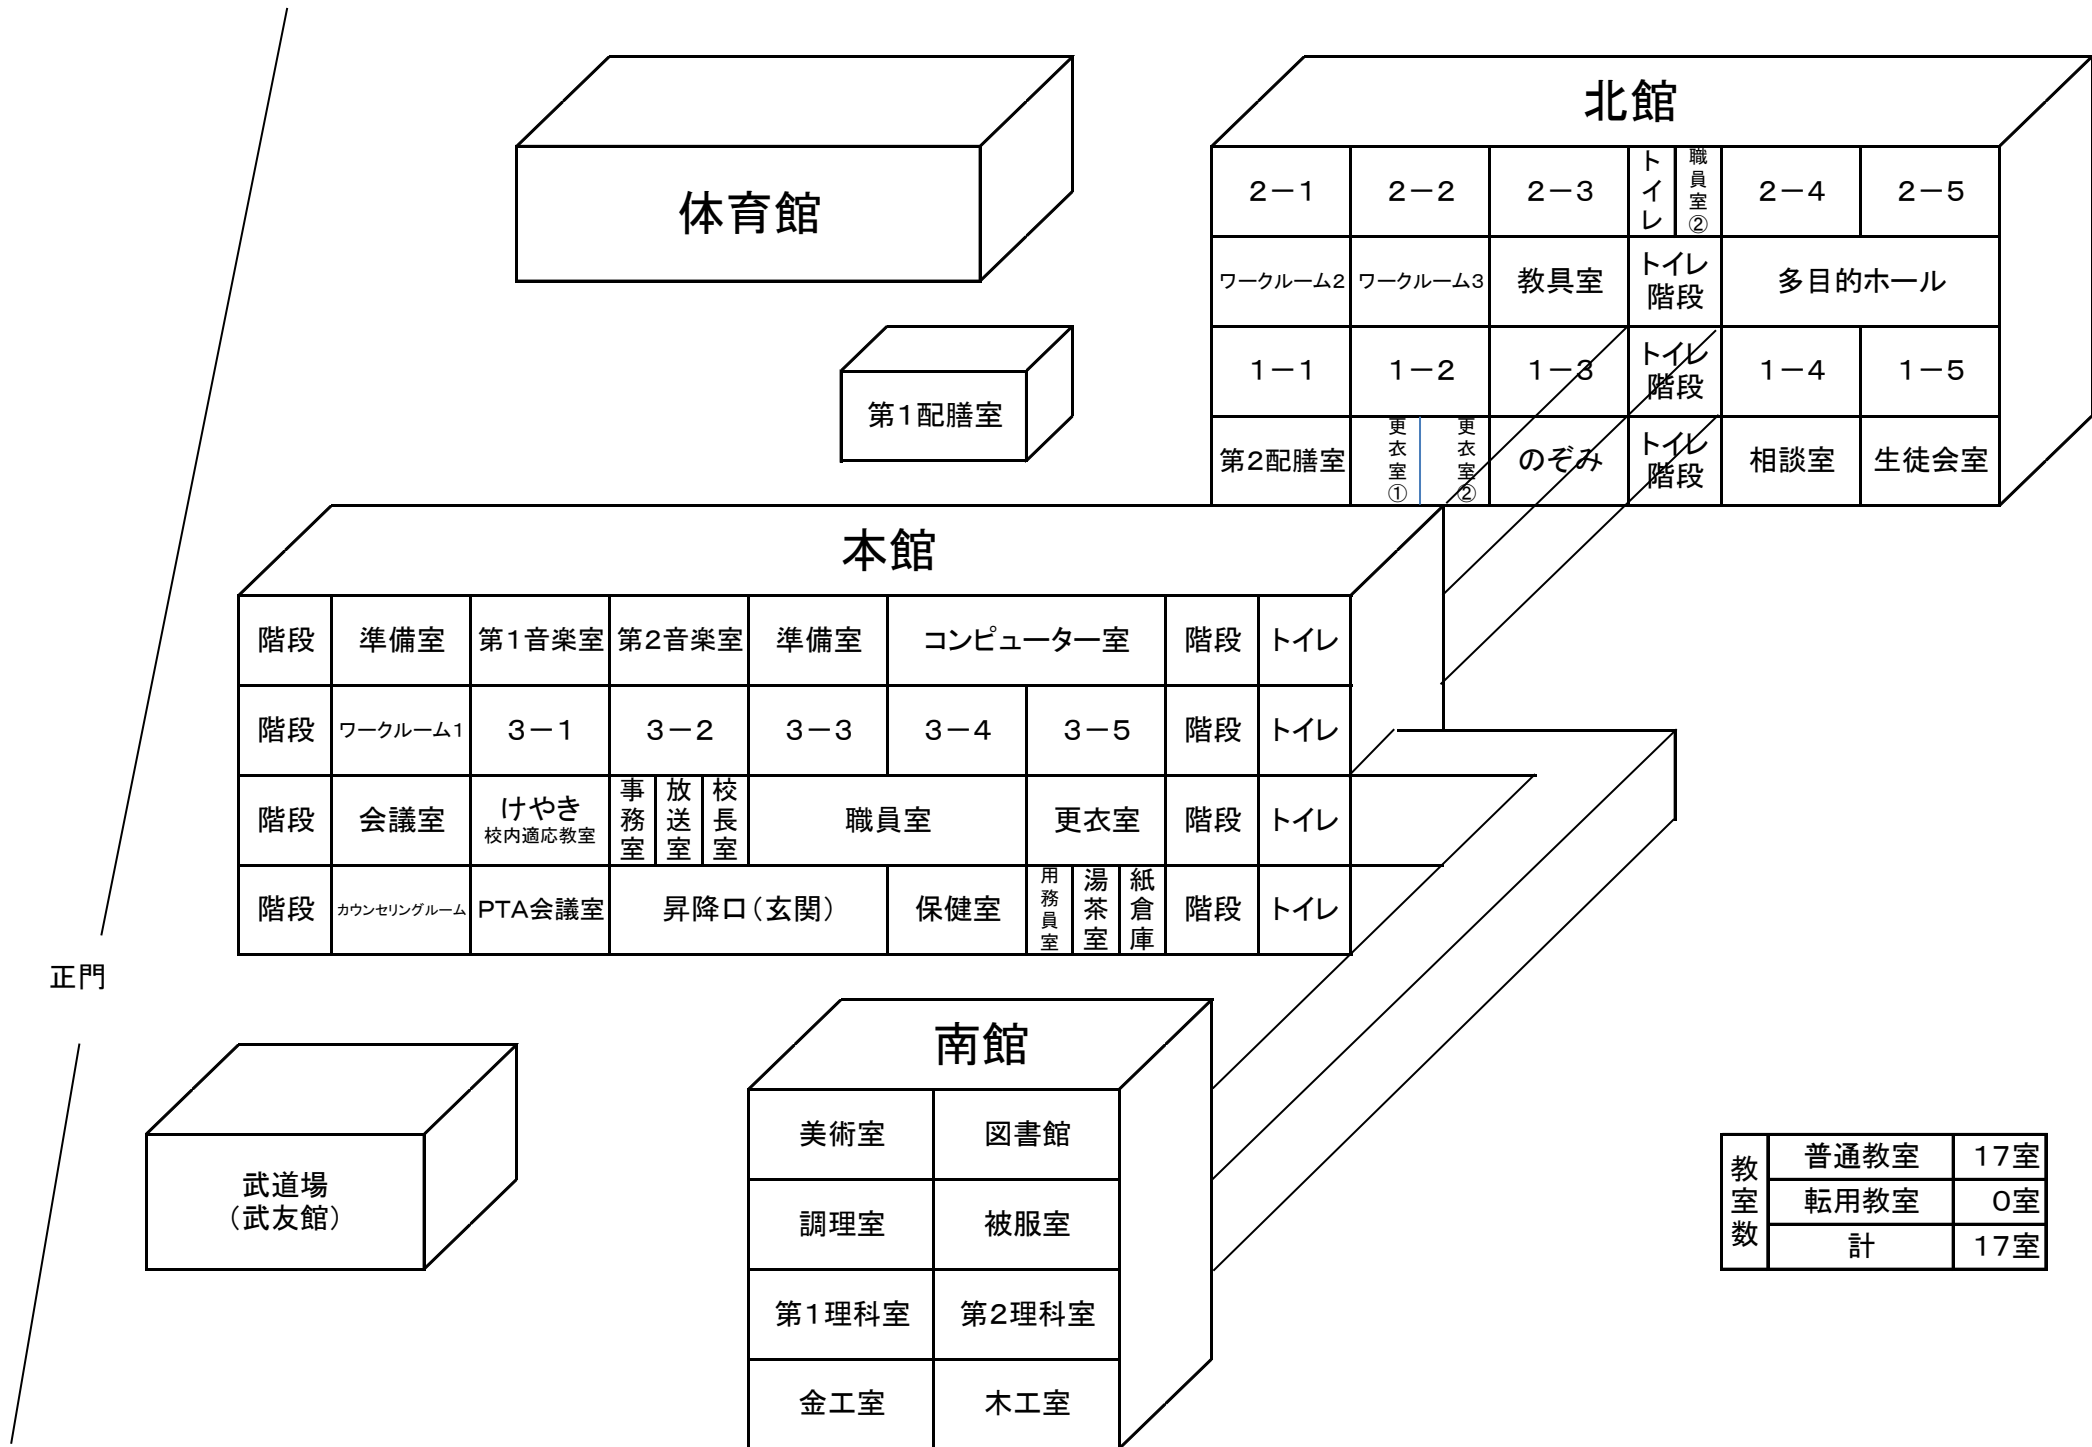 体育館
北館
2－1 2－2 2－3 トイレ 職員室② 2－4 2－5
ワークルーム2 ワークルーム3 教具室 トイレ 多目的ホール
階段
1－1 1－2 1－3 トイレ 1－4 1－5
階段
第2配膳室 更衣室① 更衣室② のぞみ トイレ 相談室 生徒会室
階段
第1配膳室
本館
階段 準備室 第1音楽室 第2音楽室 準備室 コンピューター室 階段 トイレ
階段 ワークルーム1 3－1 3－2 3－3 3－4 3－5 階段 トイレ
階段 会議室 けやき 事務室 放送室 校長室 職員室 更衣室 階段 トイレ
校内適応教室
階段 カウンセリングルーム PTA会議室 昇降口（玄関） 保健室 用務員室 湯茶室 紙倉庫 階段 トイレ
正門
南館
美術室 図書館
調理室 被服室
第1理科室 第2理科室
金工室 木工室
武道場
（武友館）
教室数
普通教室 17室
転用教室 0室
計 17室